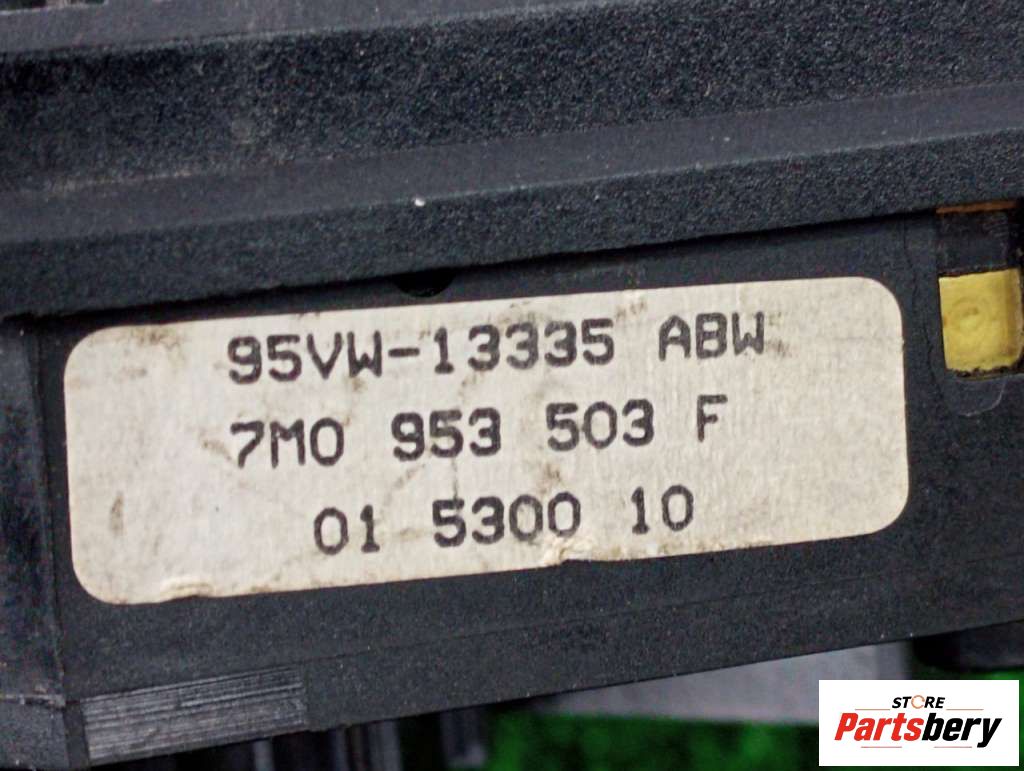 95VW-13335 ABW
7M0 953 503 F
01 5300 10
STORE
Partsbery